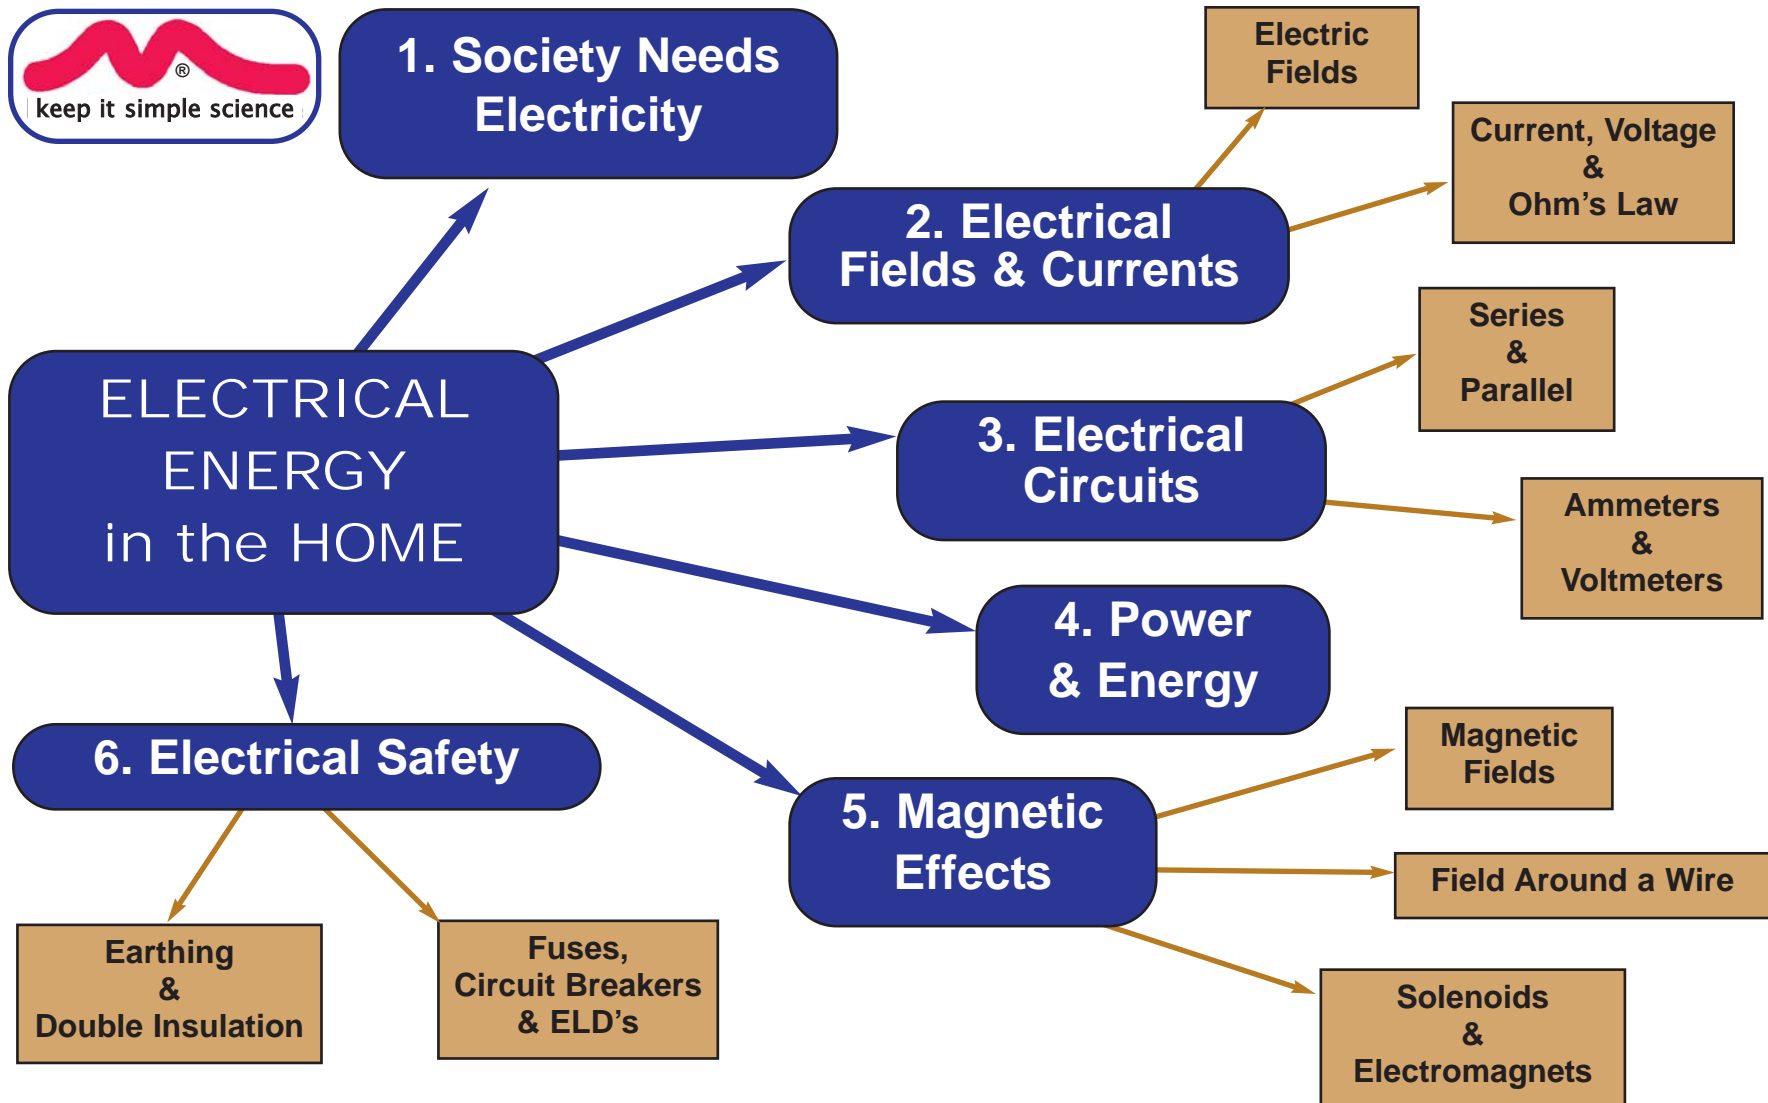 ®
keep it simple science
1. Society Needs
Electricity
Electric
Fields
Current, Voltage
&
Ohm’s Law
2. Electrical
Fields & Currents
Series
&
Parallel
ELECTRICAL
ENERGY
in the HOME
3. Electrical
Circuits
Ammeters
&
Voltmeters
4. Power
& Energy
6. Electrical Safety
5. Magnetic
Effects
Magnetic
Fields
Field Around a Wire
Earthing
&
Double Insulation
Fuses,
Circuit Breakers
& ELD’s
Solenoids
&
Electromagnets